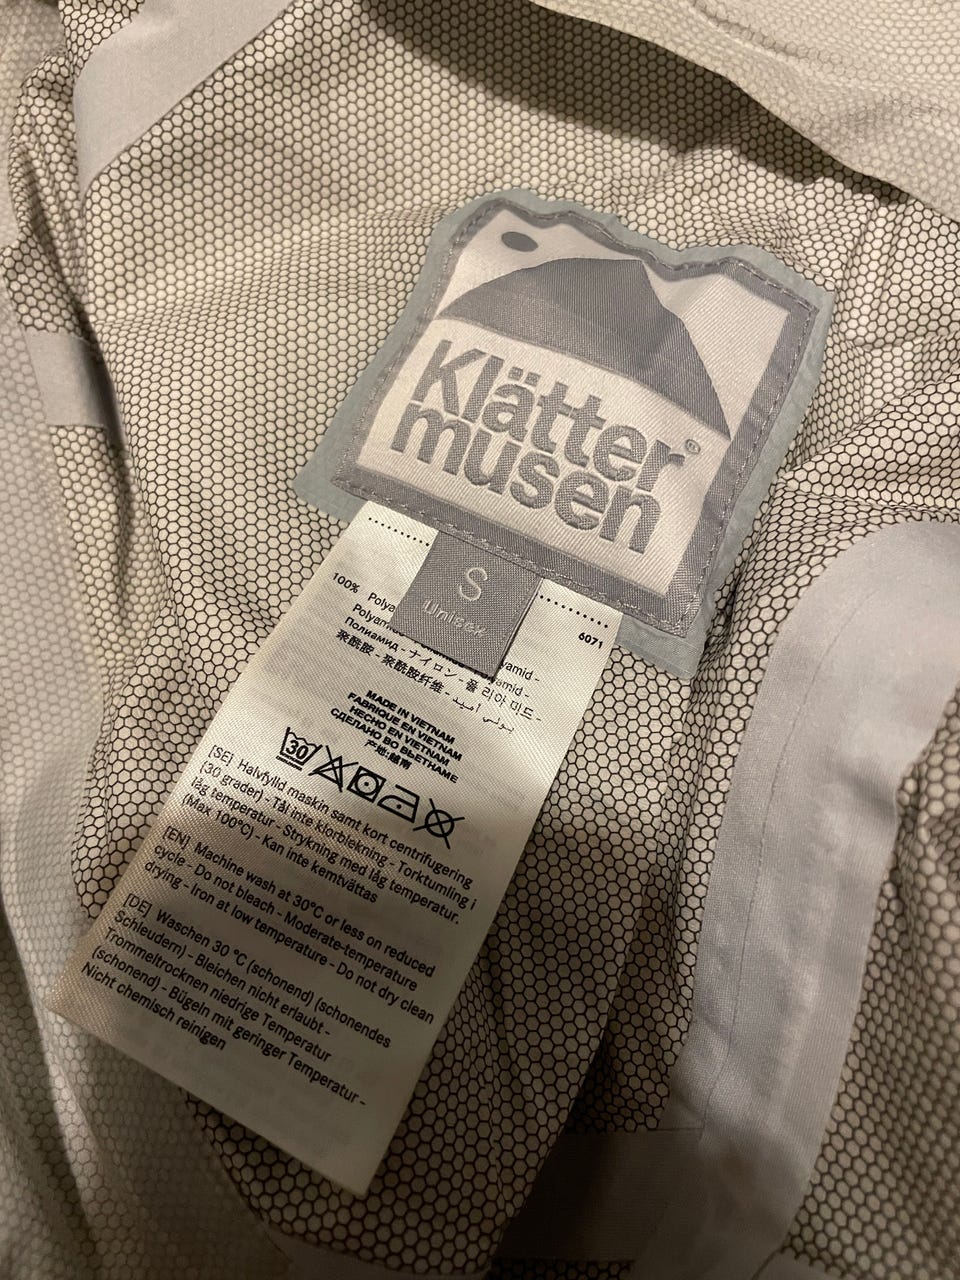 Klätter
musen®
S
Unisex
6071
100%
Полиамид - ナイロン - 폴리아미드 -
聚酰胺 - 聚酰胺纤维 - بولي أميد
MADE IN VIETNAM
FABRIQUE EN VIETNAM
HECHO EN VIETNAM
СДЕЛАНО ВО ВЬЕТНАМЕ
产地:越南
30
[SE] Halvfylld maskin samt kort centrifugering
(30 grader) - Tål inte klorblekning - Torktumling i
låg temperatur - Strykning med låg temperatur.
(Max 100°C) - Kan inte kemtvättas
[EN] Machine wash at 30°C or less on reduced
cycle - Do not bleach - Moderate-temperature
drying - Iron at low temperature - Do not dry clean
[DE] Waschen 30 °C (schonend) (schonendes
Schleudern) - Bleichen nicht erlaubt -
Trommeltrocknen niedrige Temperatur
(schonend) - Bügeln mit geringer Temperatur -
Nicht chemisch reinigen